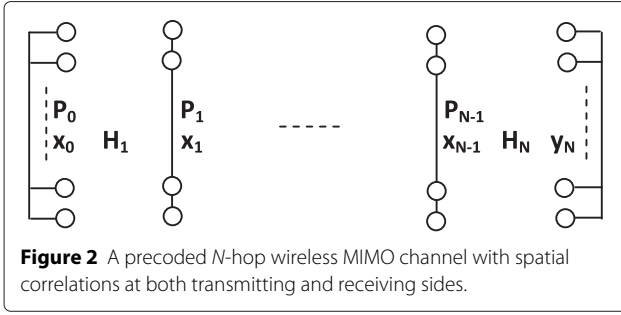 P0 P1 PN-1
x0 H1 x1 xN-1 HN yN
Figure 2 A precoded N-hop wireless MIMO channel with spatial
correlations at both transmitting and receiving sides.